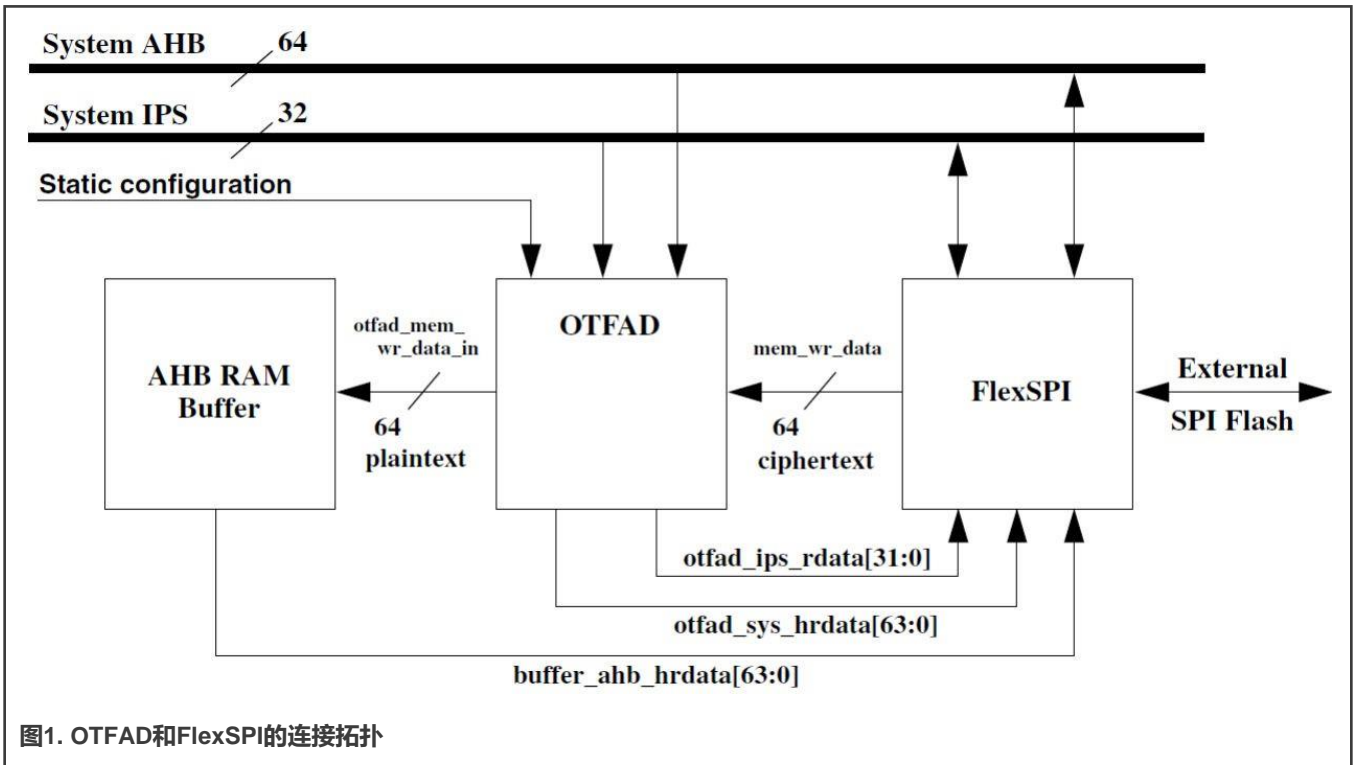 System AHB 64
System IPS 32
Static configuration
otfad_mem_
wr_data_in
OTFAD
mem_wr_data
AHB RAM
Buffer
FlexSPI
External
SPI Flash
64
plaintext
64
ciphertext
otfad_ips_rdata[31:0]
otfad_sys_hrdata[63:0]
buffer_ahb_hrdata[63:0]
图1. OTFAD和FlexSPI的连接拓扑